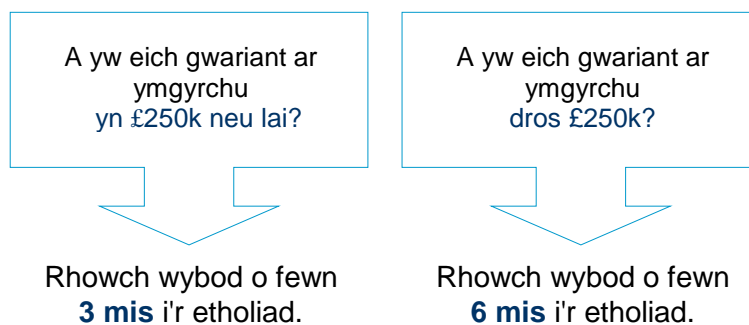 A yw eich gwariant ar
ymgyrchu
yn £250k neu lai?
Rhowch wybod o fewn
3 mis i'r etholiad.
A yw eich gwariant ar
ymgyrchu
dros £250k?
Rhowch wybod o fewn
6 mis i'r etholiad.